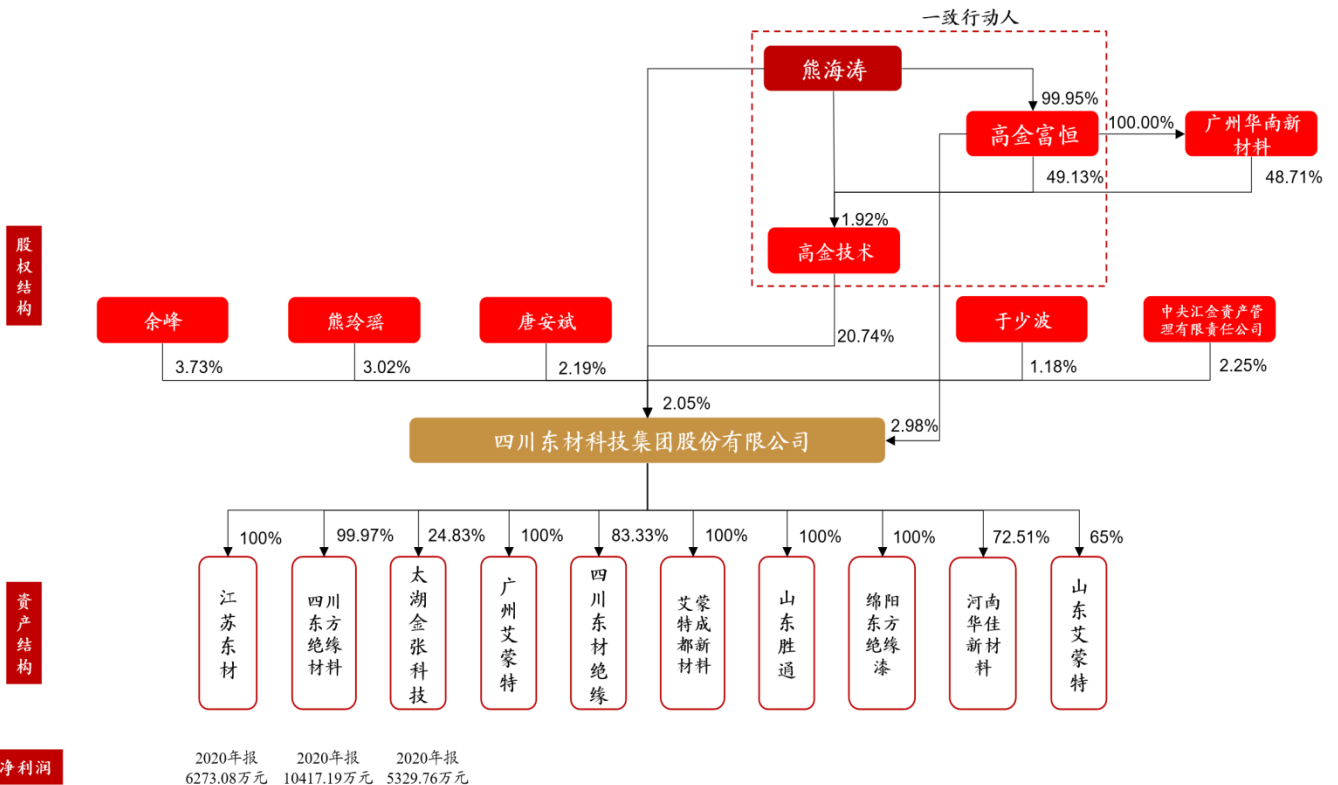 一致行动人
熊海涛
99.95%
高金富恒
100.00%
广州华南新
材料
49.13%
48.71%
1.92%
高金技术
股
权
结
构
余峰
熊玲瑶
唐安斌
于少波
中央汇金资产管
理有限责任公司
20.74%
3.73%
3.02%
2.19%
1.18%
2.25%
2.05%
2.98%
四川东材科技集团股份有限公司
100%
99.97%
24.83%
100%
83.33%
100%
100%
100%
72.51%
65%
资
产
结
构
江
苏
东
材
四川
东方
绝缘
材料
太
湖
金
张
科
技
广
州
艾
蒙
特
四
川
东
材
绝
缘
艾蒙
特成
都新
材料
山
东
胜
通
绵阳
东方
绝缘
漆
河南
华佳
新材
料
山
东
艾
蒙
特
净利润
2020年报
6273.08万元
2020年报
10417.19万元
2020年报
5329.76万元